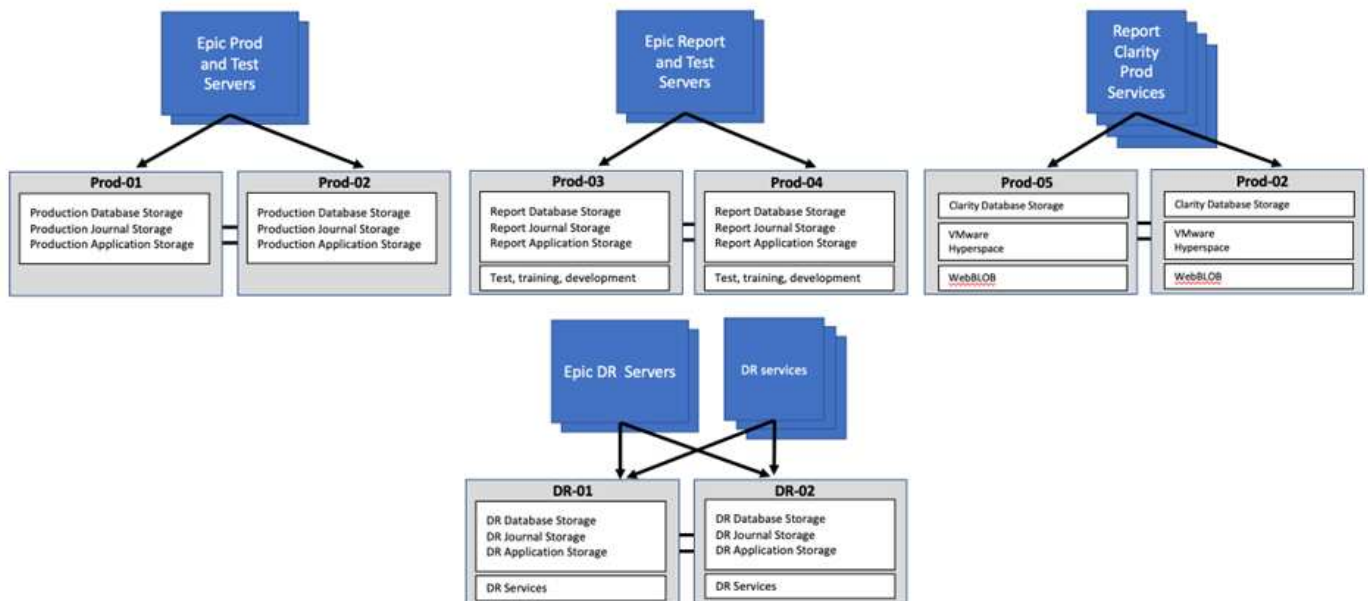 Epic Prod
and Test
Servers
Epic Report
and Test
Servers
Report
Clarity
Prod
Services
Prod-01
Production Database Storage
Production Journal Storage
Production Application Storage
Prod-02
Production Database Storage
Production Journal Storage
Production Application Storage
Prod-03
Report Database Storage
Report Journal Storage
Report Application Storage
Test, training, development
Prod-04
Report Database Storage
Report Journal Storage
Report Application Storage
Test, training, development
Prod-05
Clarity Database Storage
VMware
Hyperspace
WebBLOB
Prod-02
Clarity Database Storage
VMware
Hyperspace
WebBLOB
Epic DR Servers
DR services
DR-01
DR Database Storage
DR Journal Storage
DR Application Storage
DR Services
DR-02
DR Database Storage
DR Journal Storage
DR Application Storage
DR Services